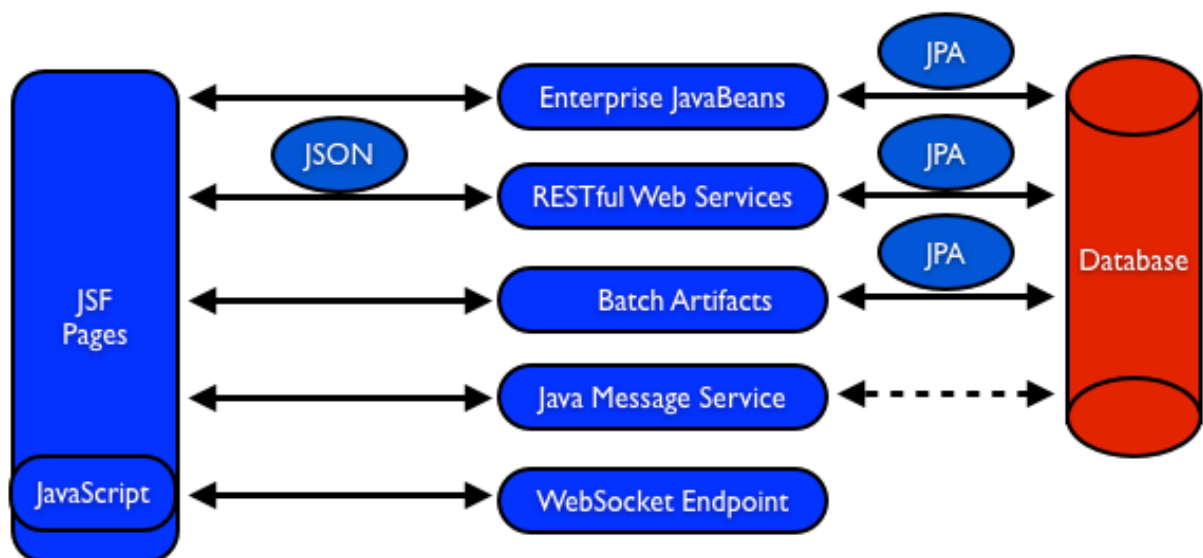 JPA
Enterprise JavaBeans
JSON
JPA
RESTful Web Services
JPA
Database
JSF
Pages
Batch Artifacts
Java Message Service
JavaScript
WebSocket Endpoint